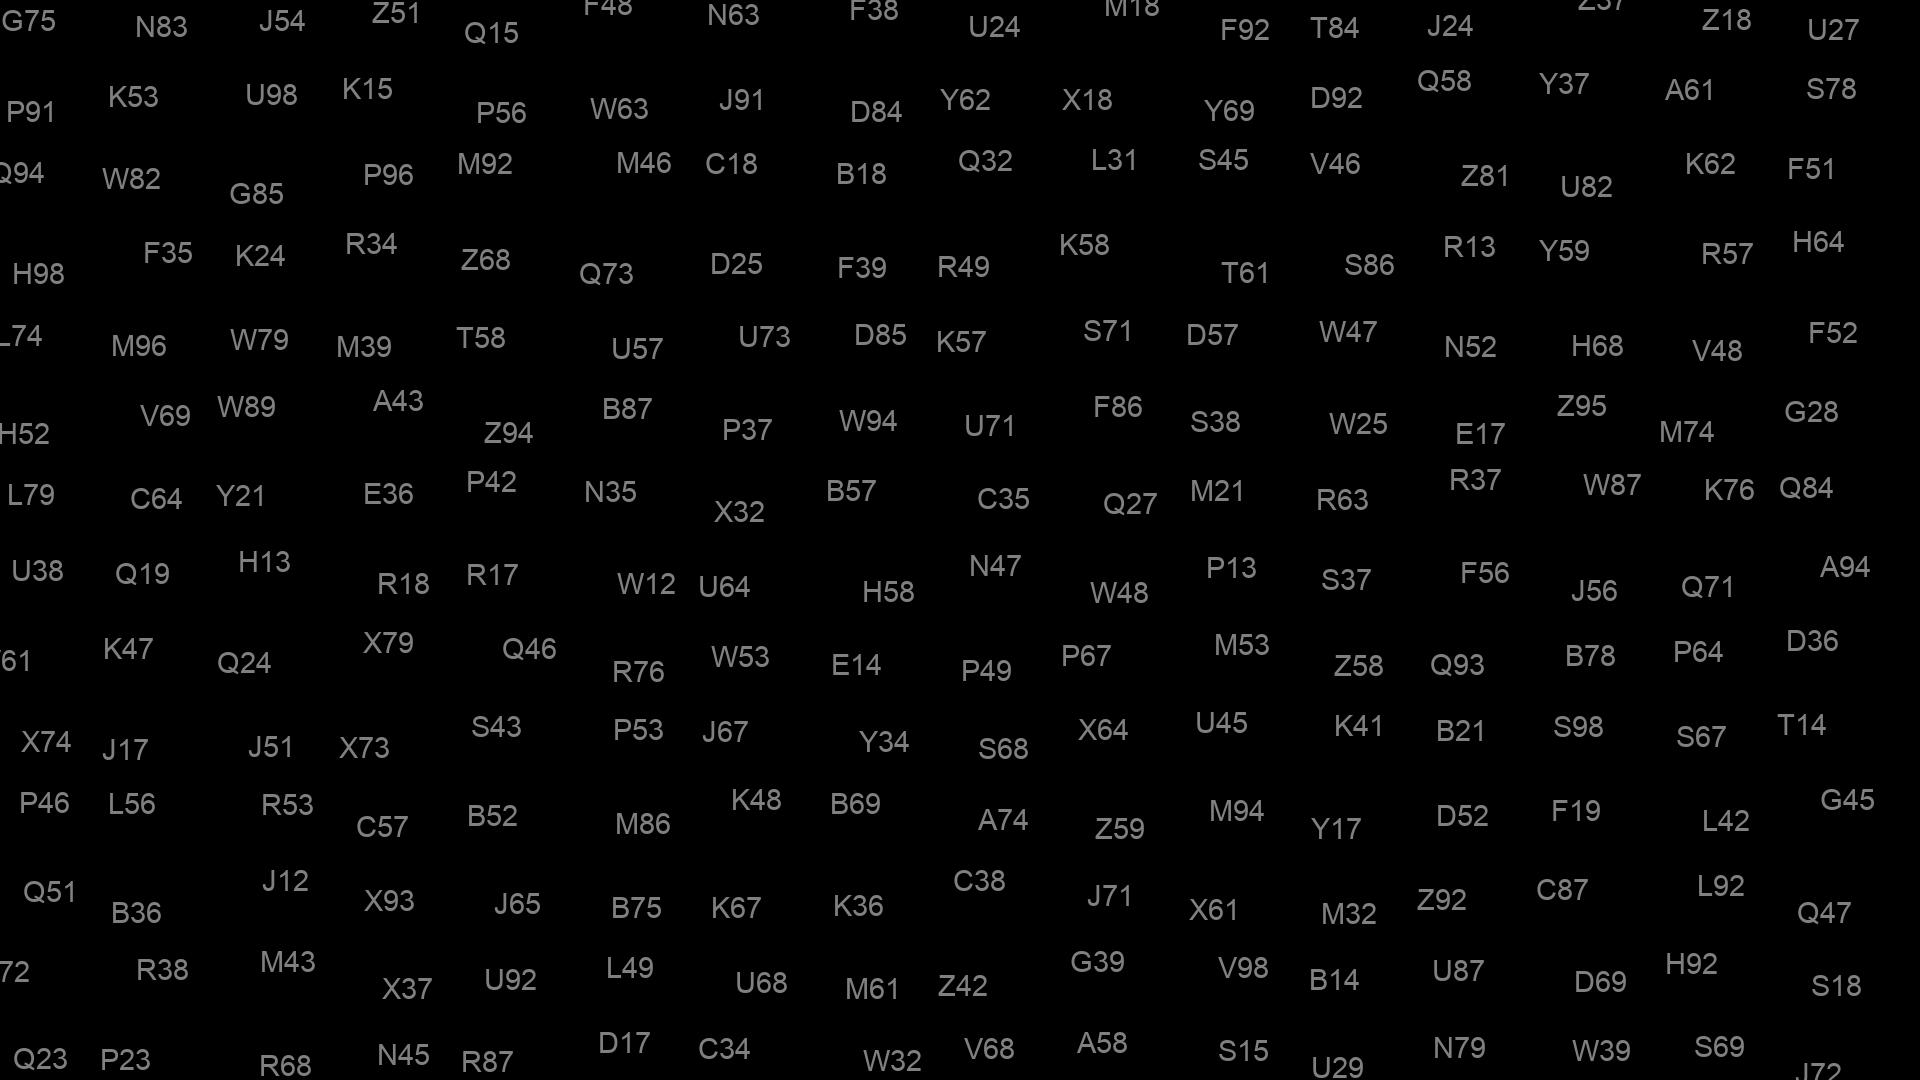 G75 N83 J54 Z51 Q15 F48 N63 F38 U24 M18 F92 T84 J24 Z37 Z18 U27
P91 K53 U98 K15 P56 W63 J91 D84 Y62 X18 Y69 D92 Q58 Y37 A61 S78
Q94 W82 G85 P96 M92 M46 C18 B18 Q32 L31 S45 V46 Z81 U82 K62 F51
H98 F35 K24 R34 Z68 Q73 D25 F39 R49 K58 T61 S86 R13 Y59 R57 H64
L74 M96 W79 M39 T58 U57 U73 D85 K57 S71 D57 W47 N52 H68 V48 F52
H52 V69 W89 A43 Z94 B87 P37 W94 U71 F86 S38 W25 E17 Z95 M74 G28
L79 C64 Y21 E36 P42 N35 X32 B57 C35 Q27 M21 R63 R37 W87 K76 Q84
U38 Q19 H13 R18 R17 W12 U64 H58 N47 W48 P13 S37 F56 J56 Q71 A94
61 K47 Q24 X79 Q46 R76 W53 E14 P49 P67 M53 Z58 Q93 B78 P64 D36
X74 J17 J51 X73 S43 P53 J67 Y34 S68 X64 U45 K41 B21 S98 S67 T14
P46 L56 R53 C57 B52 M86 K48 B69 A74 Z59 M94 Y17 D52 F19 L42 G45
Q51 B36 J12 X93 J65 B75 K67 K36 C38 J71 X61 M32 Z92 C87 L92 Q47
72 R38 M43 X37 U92 L49 U68 M61 Z42 G39 V98 B14 U87 D69 H92 S18
Q23 P23 R68 N45 R87 D17 C34 W32 V68 A58 S15 U29 N79 W39 S69 J72